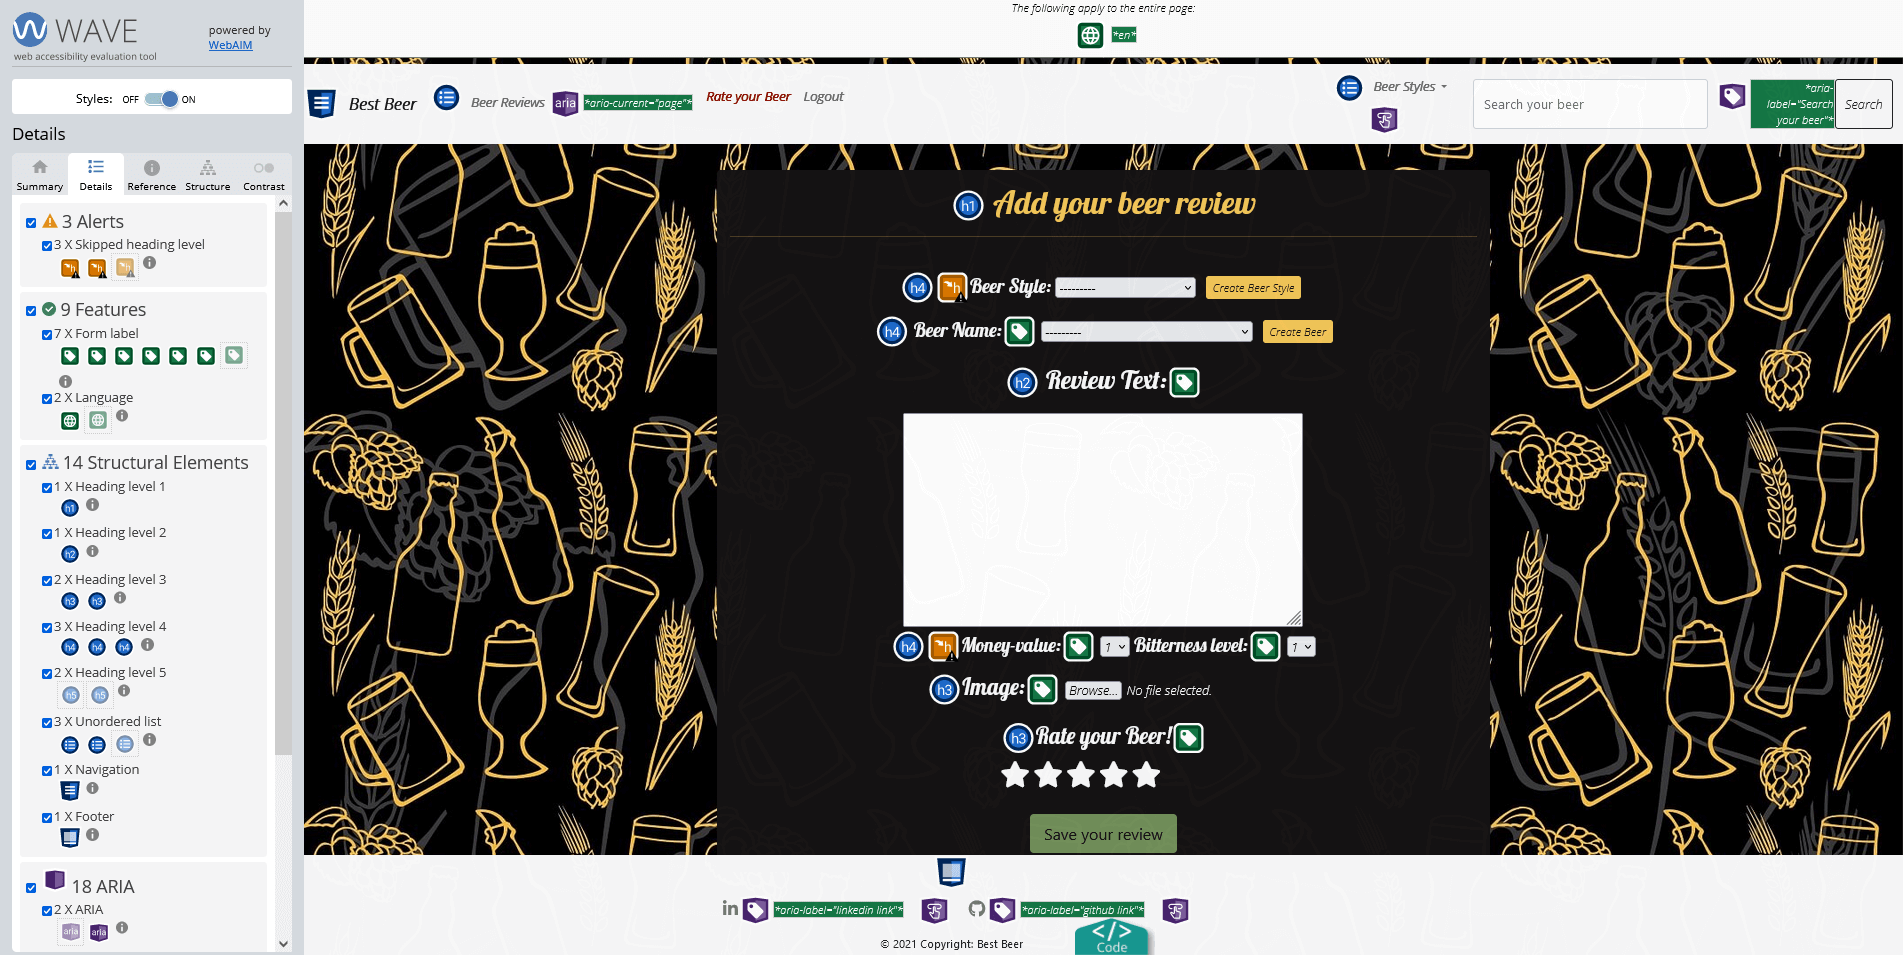 WAVE
web accessibility evaluation tool
powered by
WebAIM
Styles: OFF ON
Details
Summary Details Reference Structure Contrast
3 Alerts
3 X Skipped heading level
h h h
9 Features
7 X Form label
2 X Language
14 Structural Elements
1 X Heading level 1
h1
1 X Heading level 2
h2
2 X Heading level 3
h3 h3
3 X Heading level 4
h4 h4 h4
2 X Heading level 5
h5 h5
3 X Unordered list
1 X Navigation
1 X Footer
18 ARIA
2 X ARIA
aria aria
The following apply to the entire page:
*en*
Best Beer Beer Reviews aria *aria-current="page"* Rate your Beer Logout
Beer Styles
Search your beer
*aria-
label="Search
your beer"*
Search
h1 Add your beer review
h4 h Beer Style: --------- Create Beer Style
h4 Beer Name: --------- Create Beer
h2 Review Text:
h4 h Money-value: 1 Bitterness level: 1
h3 Image: Browse... No file selected.
h3 Rate your Beer!
Save your review
in *aria-label="linkedin link"* *aria-label="github link"*
© 2021 Copyright: Best Beer
</>
Code